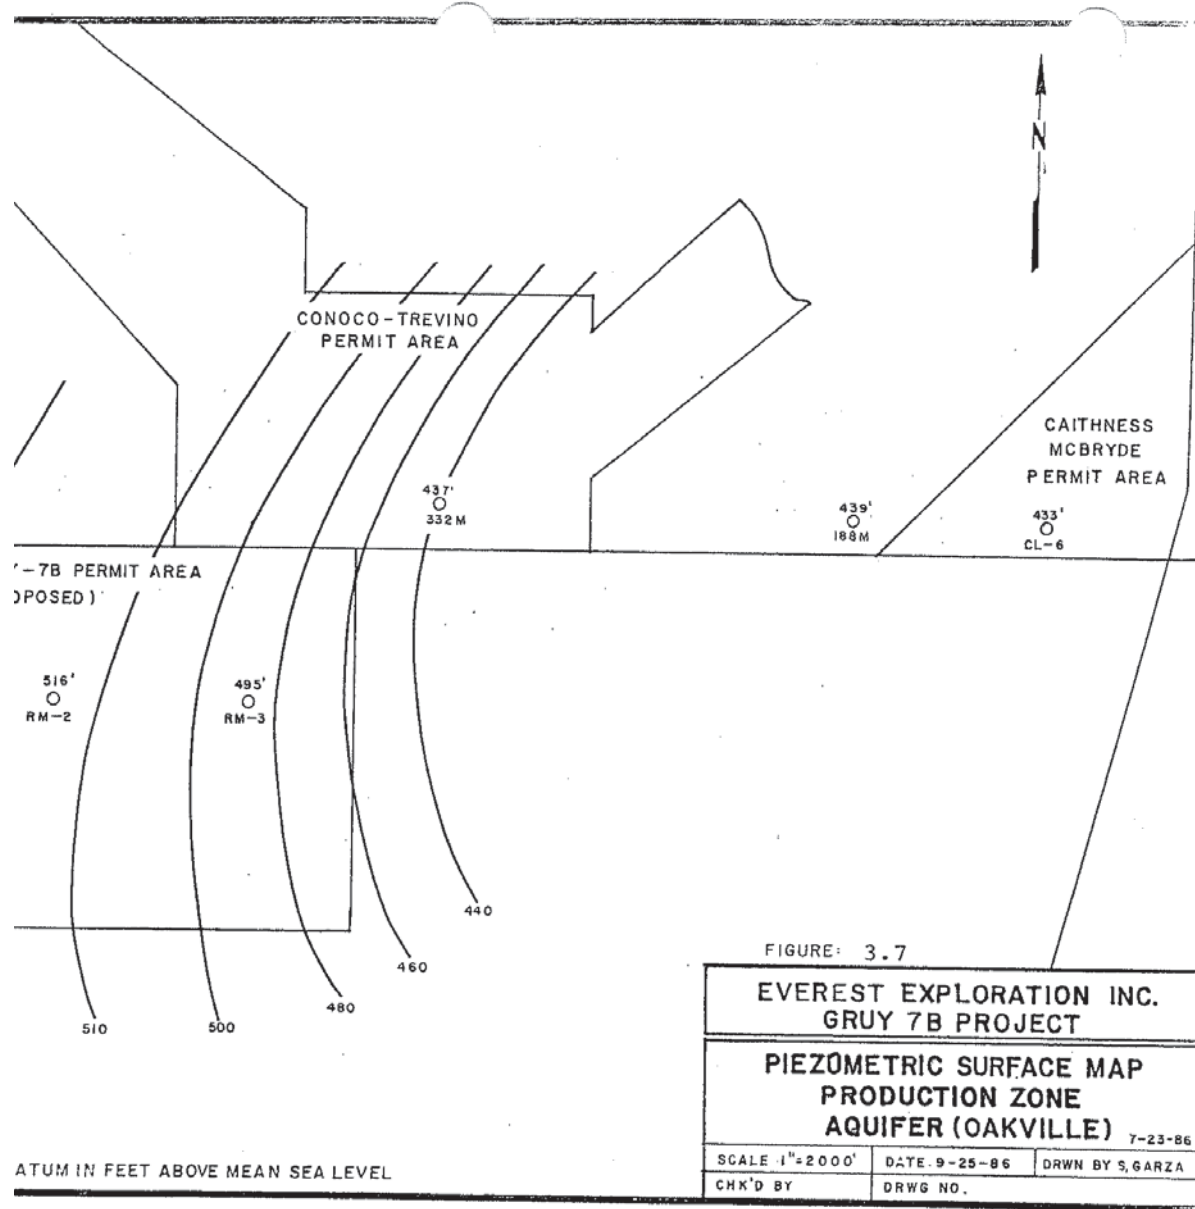 N
CONOCO-TREVINO
PERMIT AREA
CAITHNESS
MCBRYDE
PERMIT AREA
437'
332M
439'
188M
433'
CL-6
-7B PERMIT AREA
OPOSED)
516'
RM-2
495'
RM-3
440
460
480
500
510
FIGURE: 3.7
EVEREST EXPLORATION INC.
GRUY 7B PROJECT
PIEZOMETRIC SURFACE MAP
PRODUCTION ZONE
AQUIFER (OAKVILLE) 7-23-86
SCALE 1"=2000' DATE 9-25-86 DRWN BY S.GARZA
CHK'D BY DRWG NO.
ATUM IN FEET ABOVE MEAN SEA LEVEL